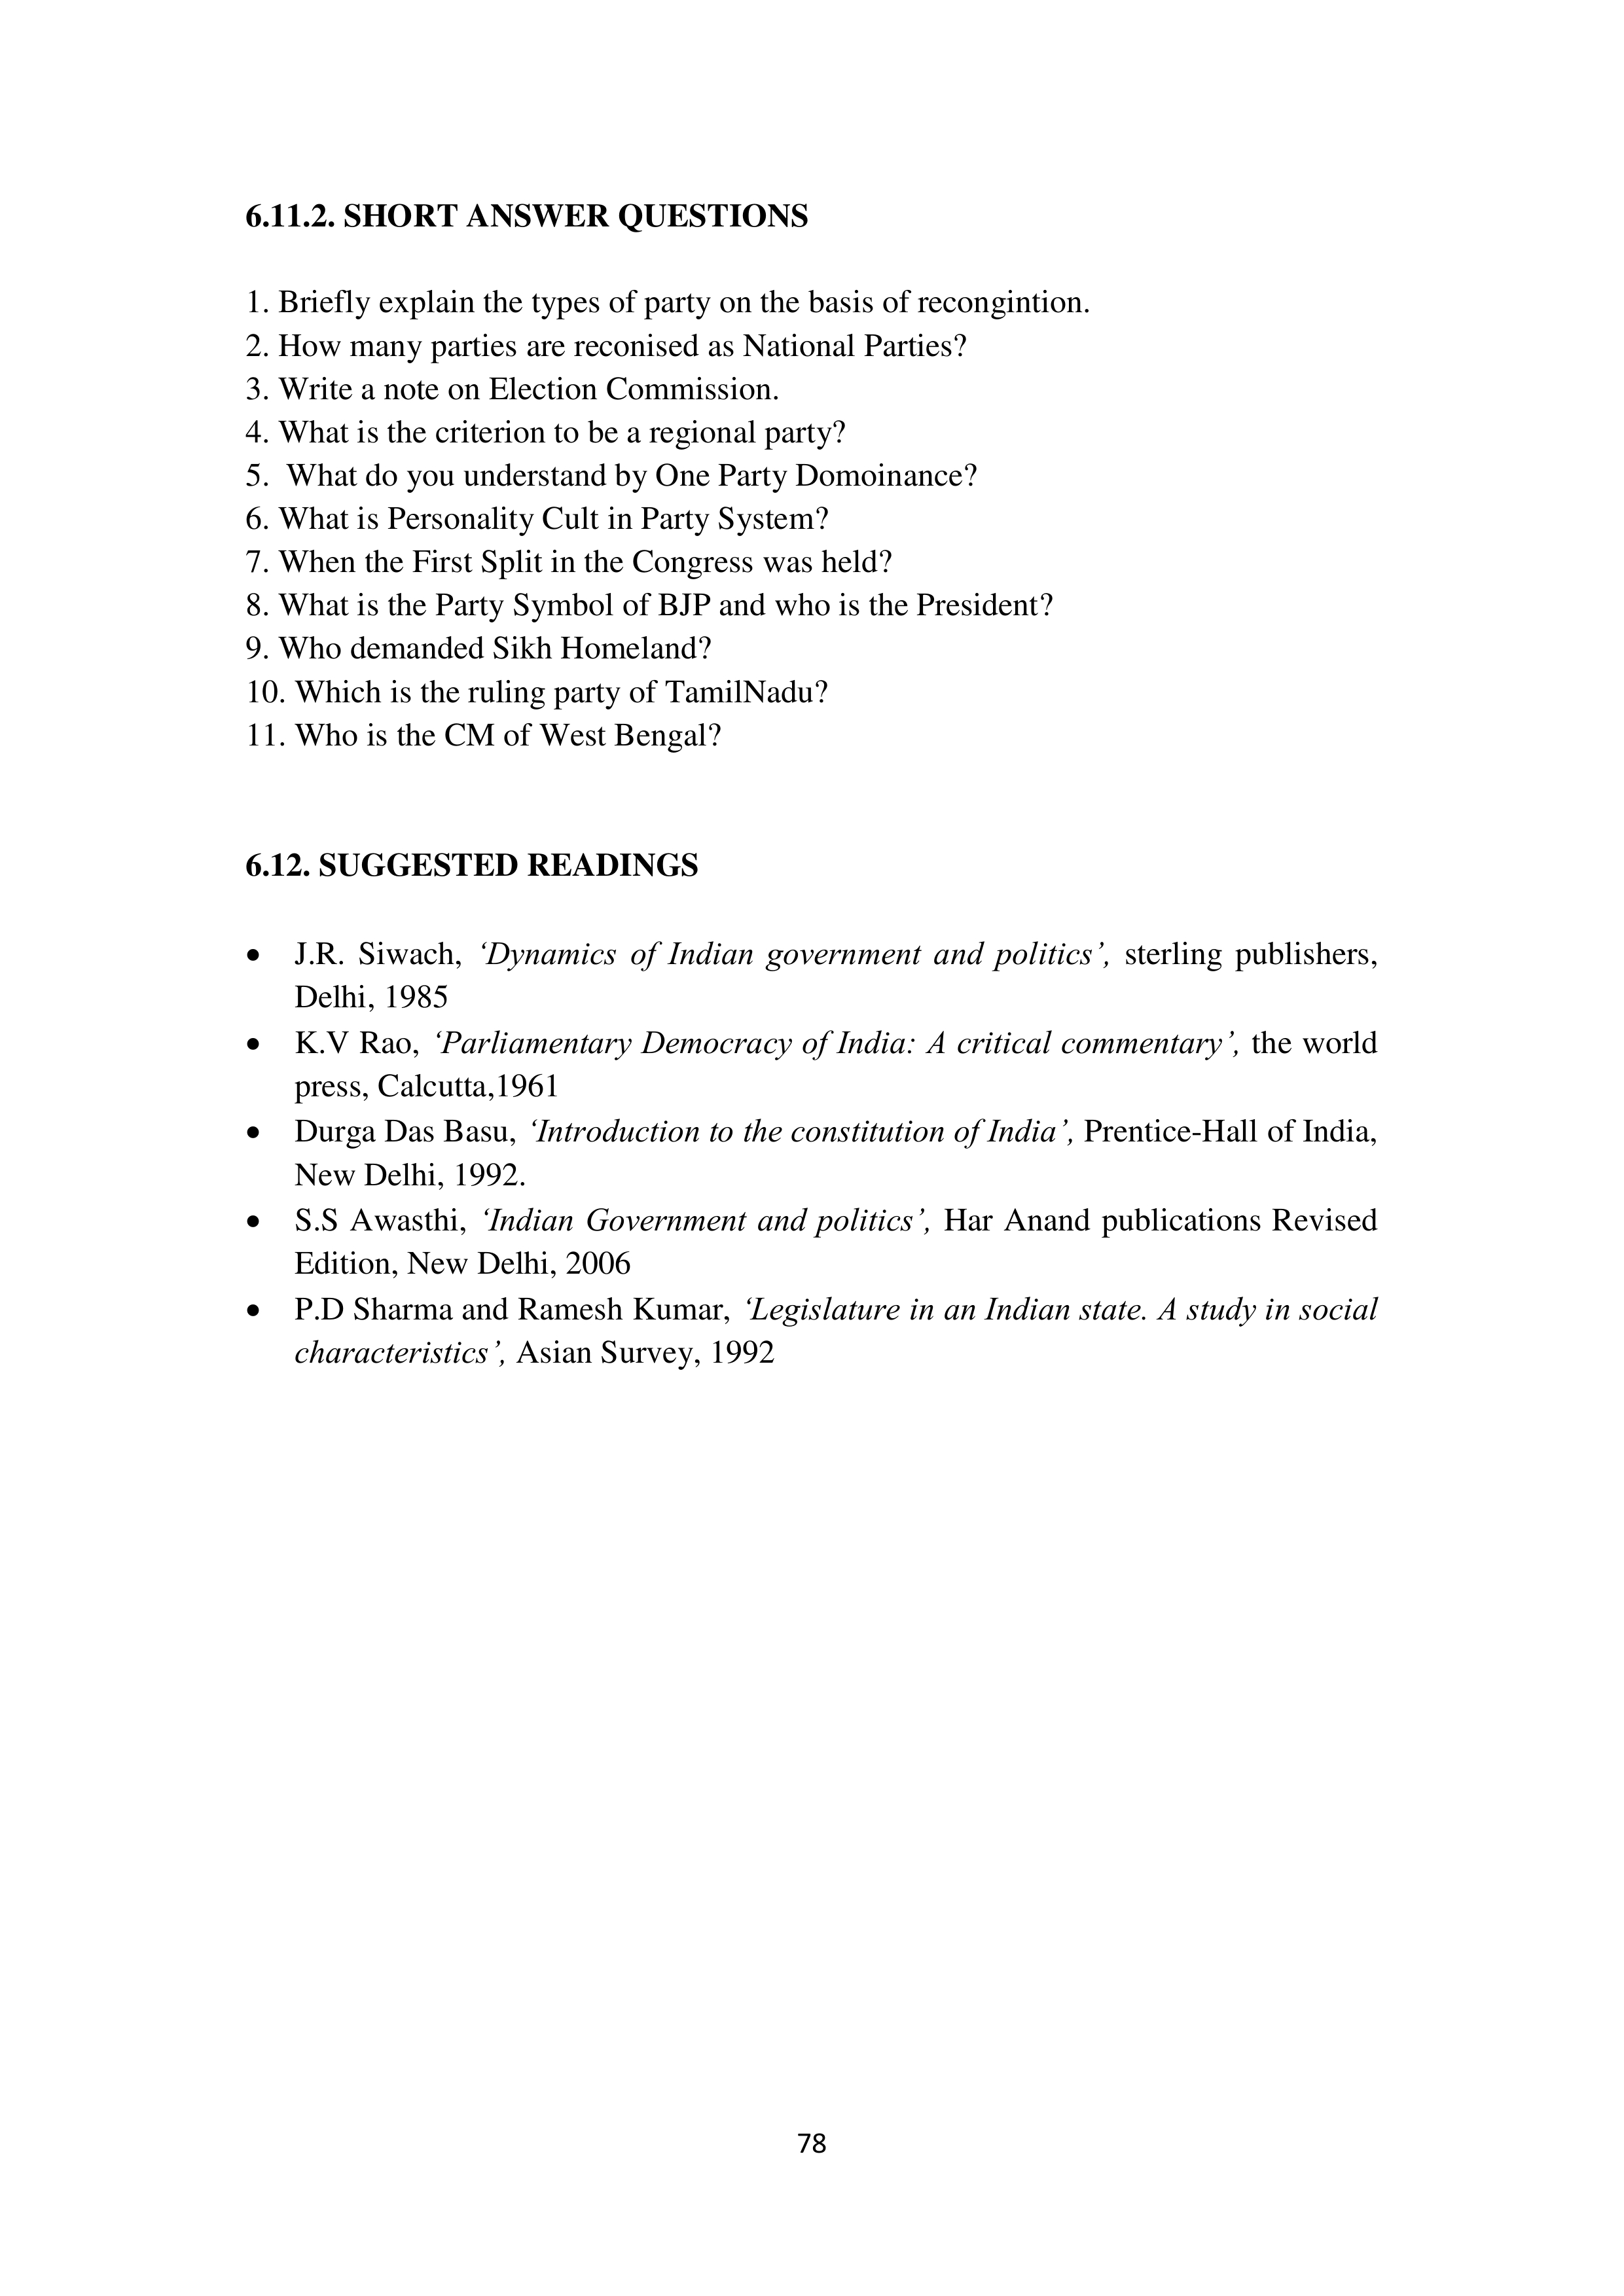 6.11.2. SHORT ANSWER QUESTIONS
1. Briefly explain the types of party on the basis of recongintion.
2. How many parties are reconised as National Parties?
3. Write a note on Election Commission.
4. What is the criterion to be a regional party?
5.  What do you understand by One Party Domoinance?
6. What is Personality Cult in Party System?
7. When the First Split in the Congress was held?
8. What is the Party Symbol of BJP and who is the President?
9. Who demanded Sikh Homeland?
10. Which is the ruling party of TamilNadu?
11. Who is the CM of West Bengal?
6.12. SUGGESTED READINGS
• J.R. Siwach, ‘Dynamics of Indian government and politics’, sterling publishers,
Delhi, 1985
• K.V Rao, ‘Parliamentary Democracy of India: A critical commentary’, the world
press, Calcutta,1961
• Durga Das Basu, ‘Introduction to the constitution of India’, Prentice-Hall of India,
New Delhi, 1992.
• S.S Awasthi, ‘Indian Government and politics’, Har Anand publications Revised
Edition, New Delhi, 2006
• P.D Sharma and Ramesh Kumar, ‘Legislature in an Indian state. A study in social
characteristics’, Asian Survey, 1992
78